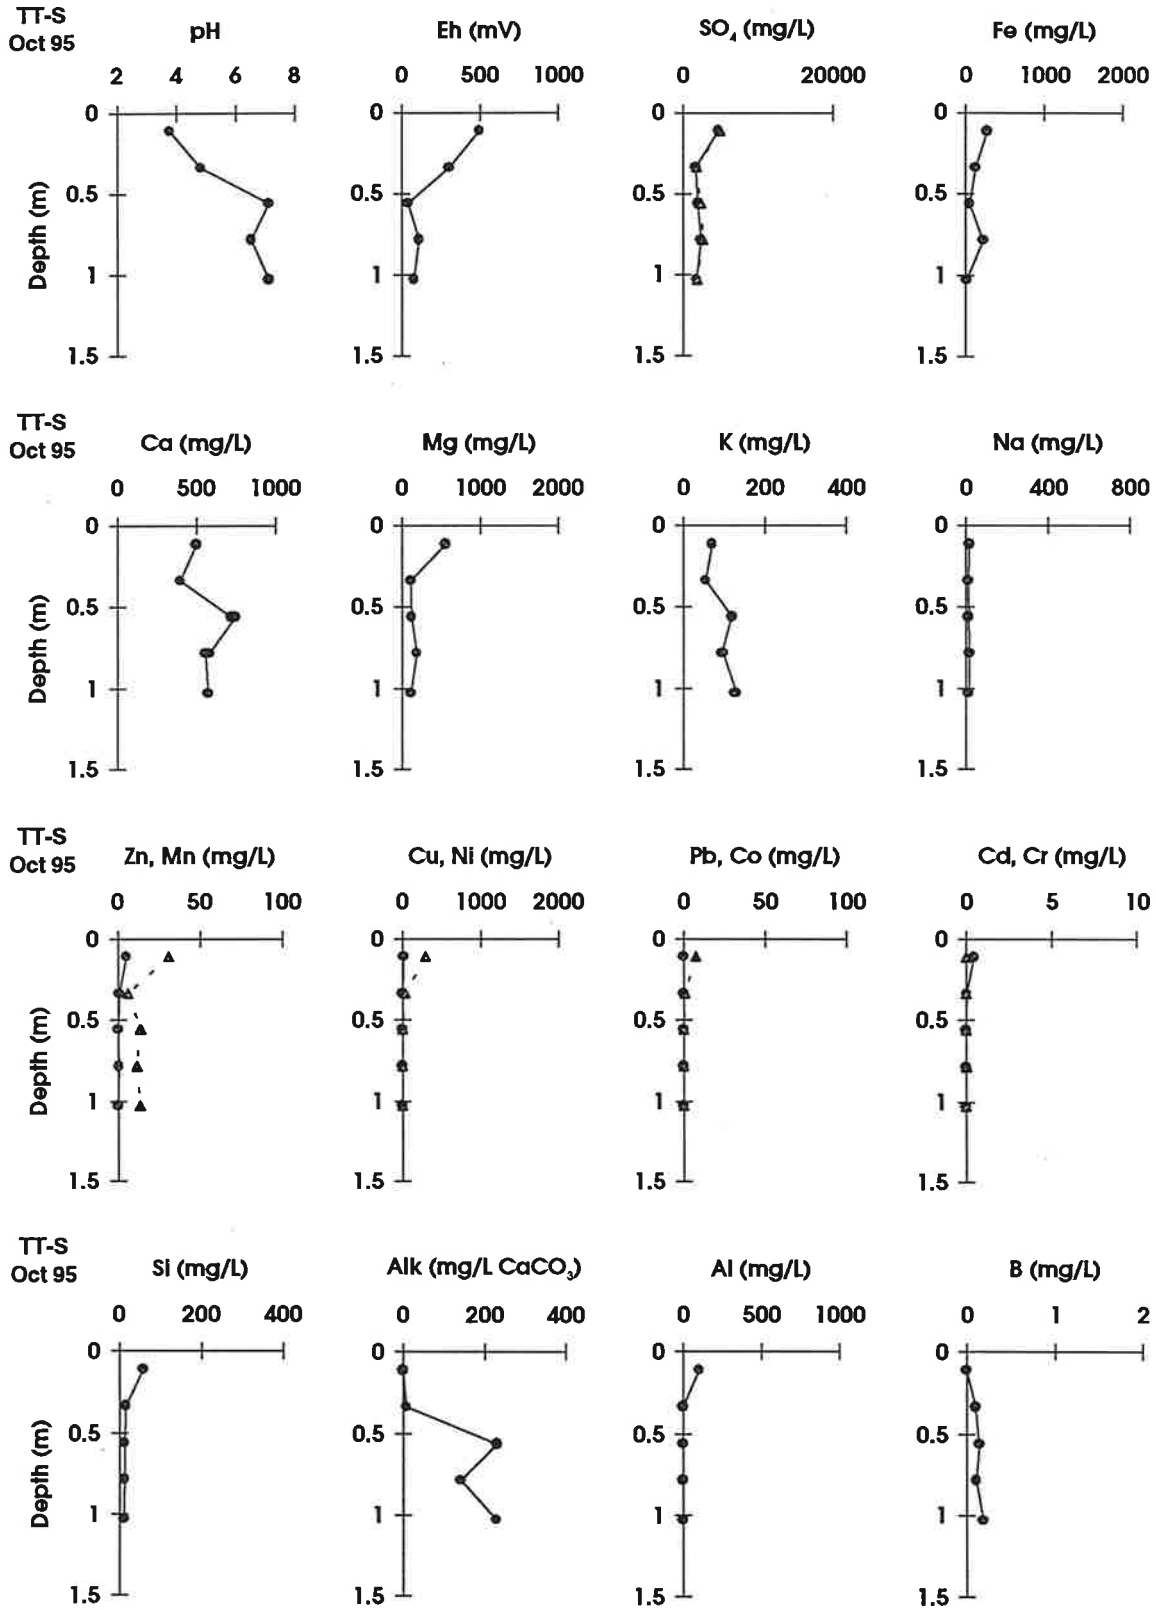 TT-S
Oct 95
pH
Eh (mV)
SO₄ (mg/L)
Fe (mg/L)
2 4 6 8
0 500 1000
0 20000
0 1000 2000
Depth (m)
0
0.5
1
1.5
0
0.5
1
1.5
0
0.5
1
1.5
0
0.5
1
1.5
TT-S
Oct 95
Ca (mg/L)
Mg (mg/L)
K (mg/L)
Na (mg/L)
0 500 1000
0 1000 2000
0 200 400
0 400 800
Depth (m)
0
0.5
1
1.5
0
0.5
1
1.5
0
0.5
1
1.5
0
0.5
1
1.5
TT-S
Oct 95
Zn, Mn (mg/L)
Cu, Ni (mg/L)
Pb, Co (mg/L)
Cd, Cr (mg/L)
0 50 100
0 1000 2000
0 50 100
0 5 10
Depth (m)
0
0.5
1
1.5
0
0.5
1
1.5
0
0.5
1
1.5
0
0.5
1
1.5
TT-S
Oct 95
Si (mg/L)
Alk (mg/L CaCO₃)
Al (mg/L)
B (mg/L)
0 200 400
0 200 400
0 500 1000
0 1 2
Depth (m)
0
0.5
1
1.5
0
0.5
1
1.5
0
0.5
1
1.5
0
0.5
1
1.5